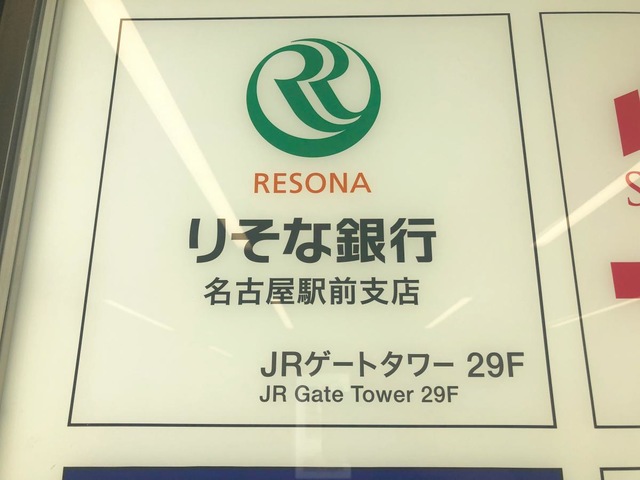 RESONA
りそな銀行
名古屋駅前支店
JRゲートタワー 29F
JR Gate Tower 29F
S